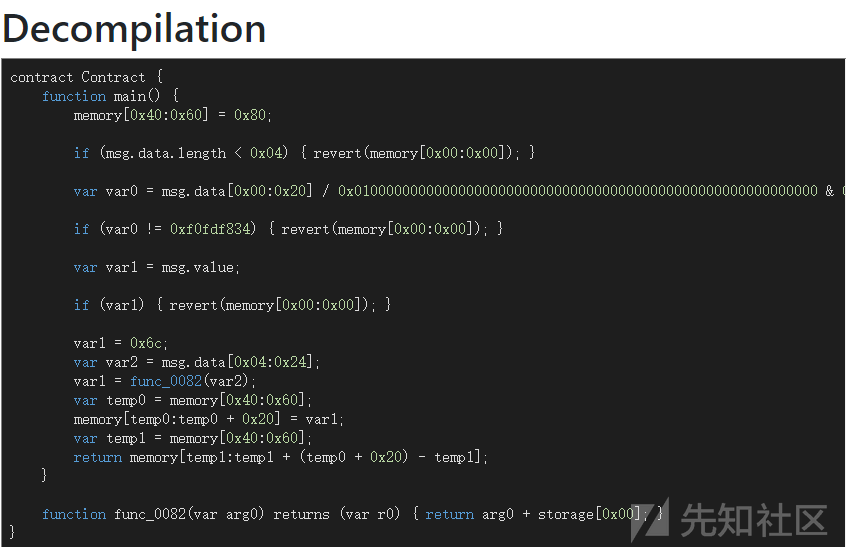 Decompilation
contract Contract {
    function main() {
        memory[0x40:0x60] = 0x80;
        if (msg.data.length < 0x04) { revert(memory[0x00:0x00]); }
        var var0 = msg.data[0x00:0x20] / 0x0100000000000000000000000000000000000000000000000000000000 &
        if (var0 != 0xf0fdf834) { revert(memory[0x00:0x00]); }
        var var1 = msg.value;
        if (var1) { revert(memory[0x00:0x00]); }
        var1 = 0x6c;
        var var2 = msg.data[0x04:0x24];
        var1 = func_0082(var2);
        var temp0 = memory[0x40:0x60];
        memory[temp0:temp0 + 0x20] = var1;
        var temp1 = memory[0x40:0x60];
        return memory[temp1:temp1 + (temp0 + 0x20) - temp1];
    }
    function func_0082(var arg0) returns (var r0) { return arg0 + storage[0x00]; }
}
先知社区